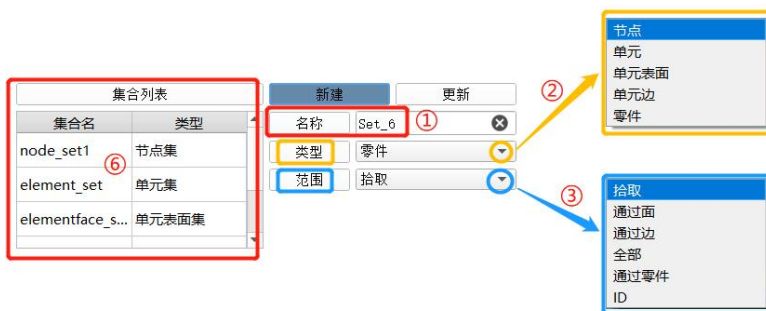 集合列表
集合名 类型
node_set1 节点集
⑥
element_set 单元集
elementface_s... 单元表面集
新建 更新
名称 Set_6 ①
类型 零件
范围 拾取
②
节点
单元
单元表面
单元边
零件
③
拾取
通过面
通过边
全部
通过零件
ID